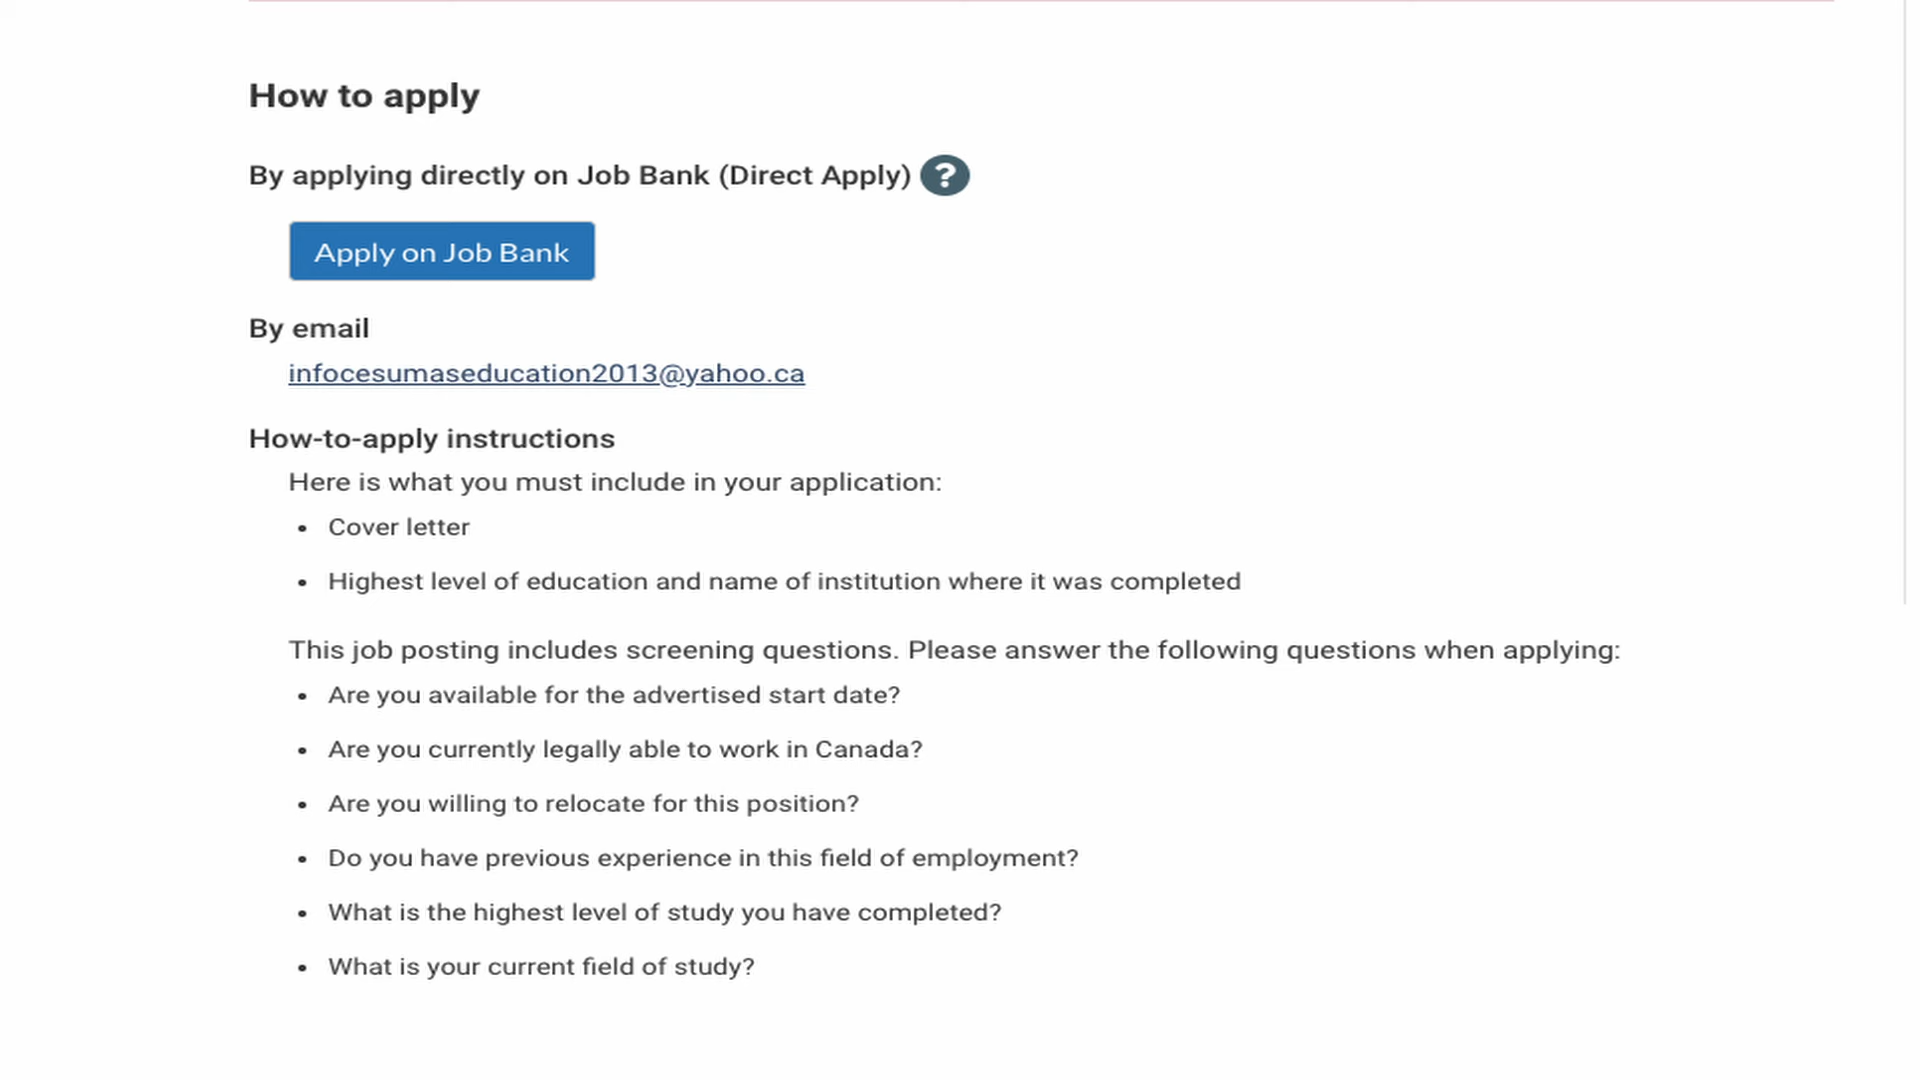 How to apply
By applying directly on Job Bank (Direct Apply) ?
Apply on Job Bank
By email
infocesumaseducation2013@yahoo.ca
How-to-apply instructions
Here is what you must include in your application:
• Cover letter
• Highest level of education and name of institution where it was completed
This job posting includes screening questions. Please answer the following questions when applying:
• Are you available for the advertised start date?
• Are you currently legally able to work in Canada?
• Are you willing to relocate for this position?
• Do you have previous experience in this field of employment?
• What is the highest level of study you have completed?
• What is your current field of study?